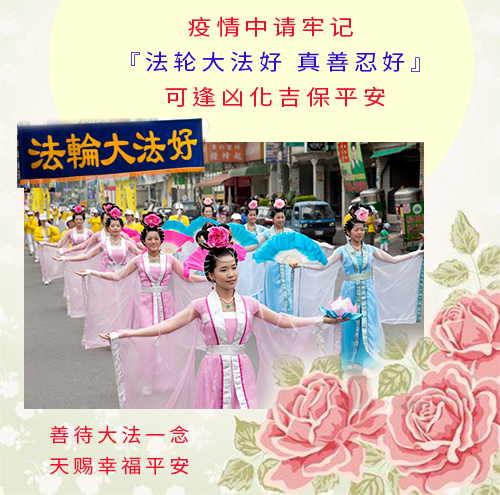 疫情中请牢记
『法轮大法好 真善忍好』
可逢凶化吉保平安
法輪大法好
善待大法一念
天赐幸福平安